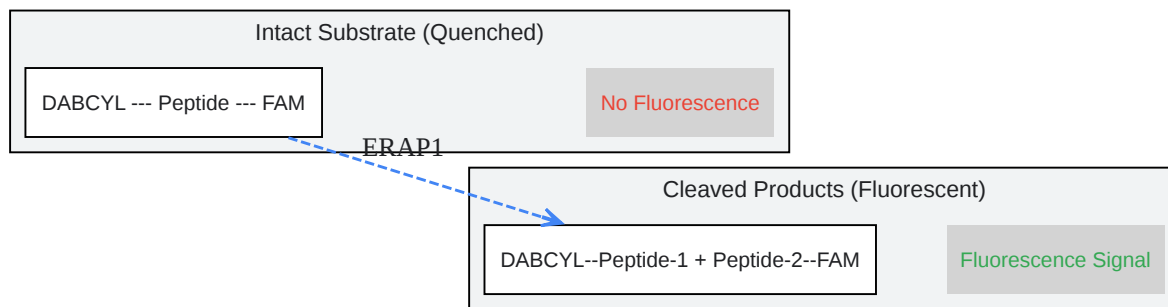 Intact Substrate (Quenched)
DABCYL --- Peptide --- FAM
No Fluorescence
ERAP1
Cleaved Products (Fluorescent)
DABCYL--Peptide-1 + Peptide-2--FAM
Fluorescence Signal